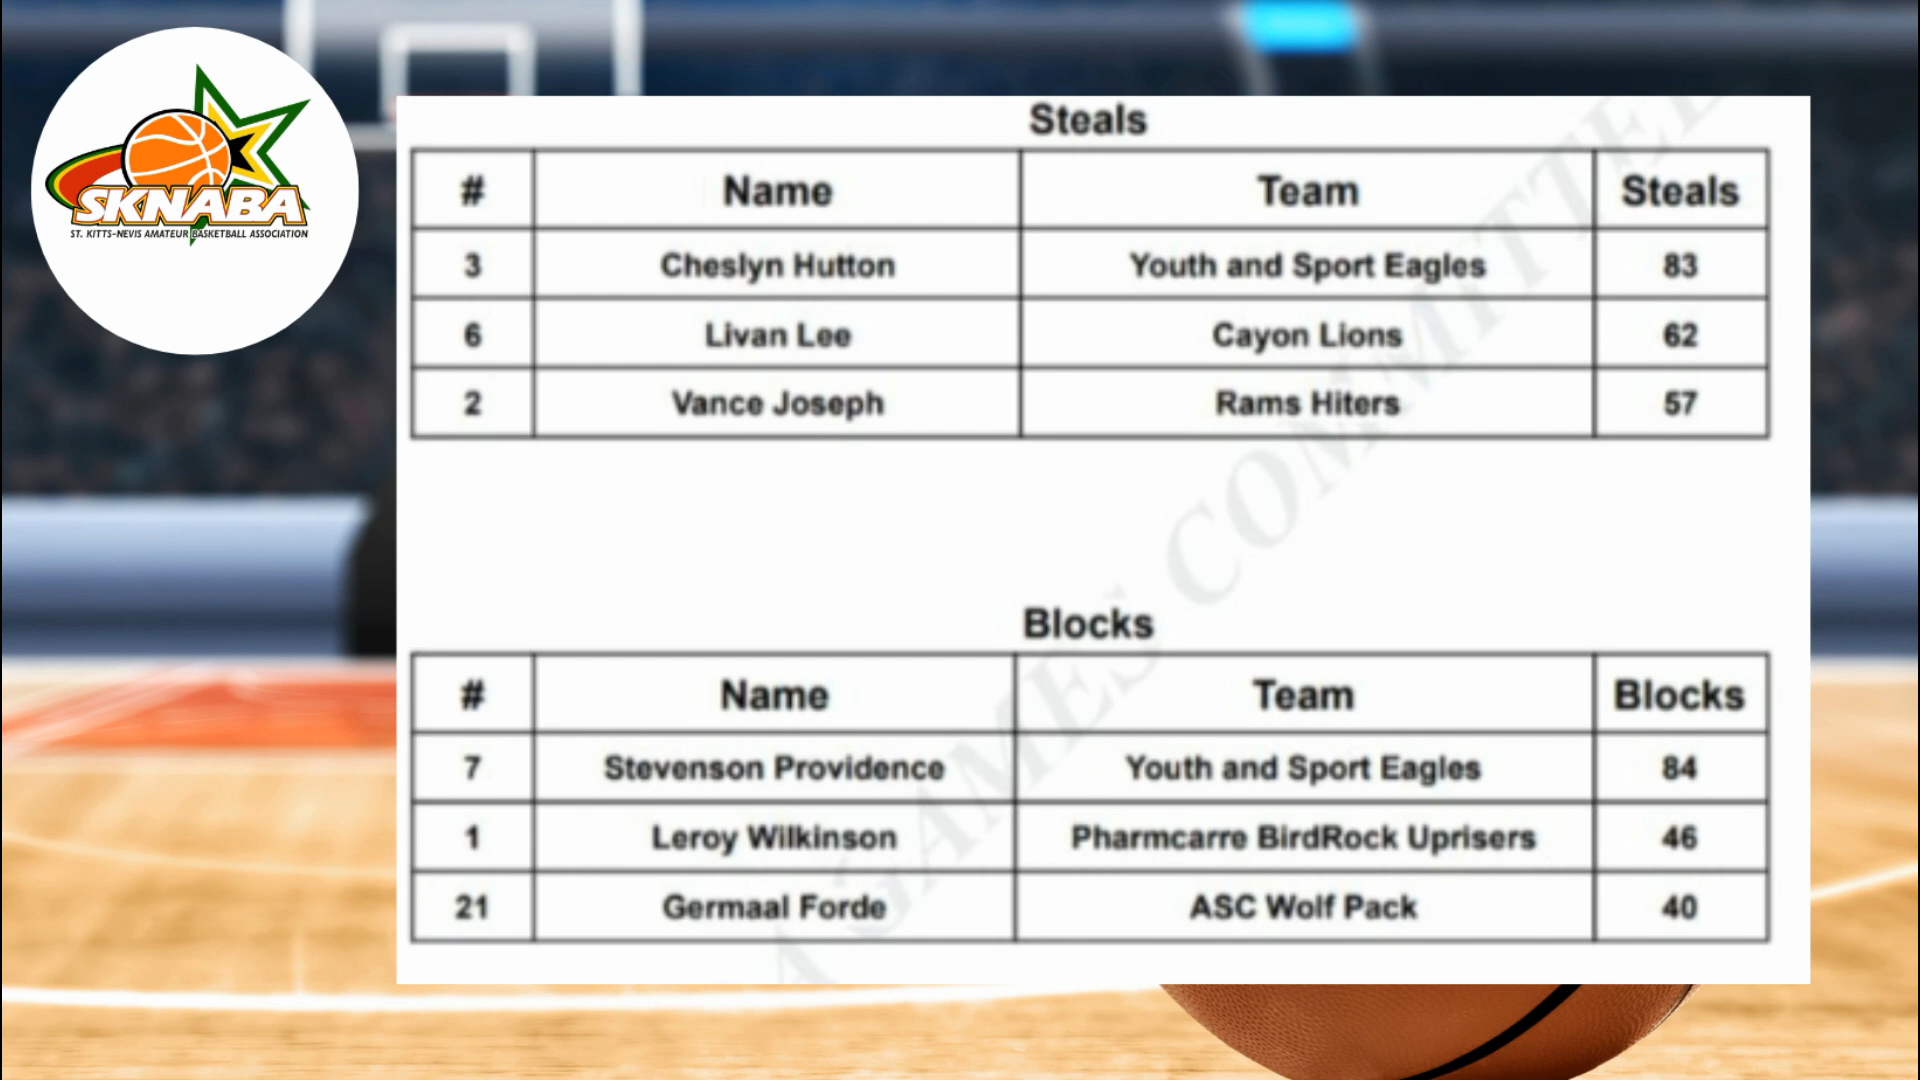 SKNABA
ST. KITTS-NEVIS AMATEUR BASKETBALL ASSOCIATION
Steals
# Name Team Steals
3 Cheslyn Hutton Youth and Sport Eagles 83
6 Livan Lee Cayon Lions 62
2 Vance Joseph Rams Hiters 57
Blocks
# Name Team Blocks
7 Stevenson Providence Youth and Sport Eagles 84
1 Leroy Wilkinson Pharmcarre BirdRock Uprisers 46
21 Germaal Forde ASC Wolf Pack 40
A GAMES COMMITTEE